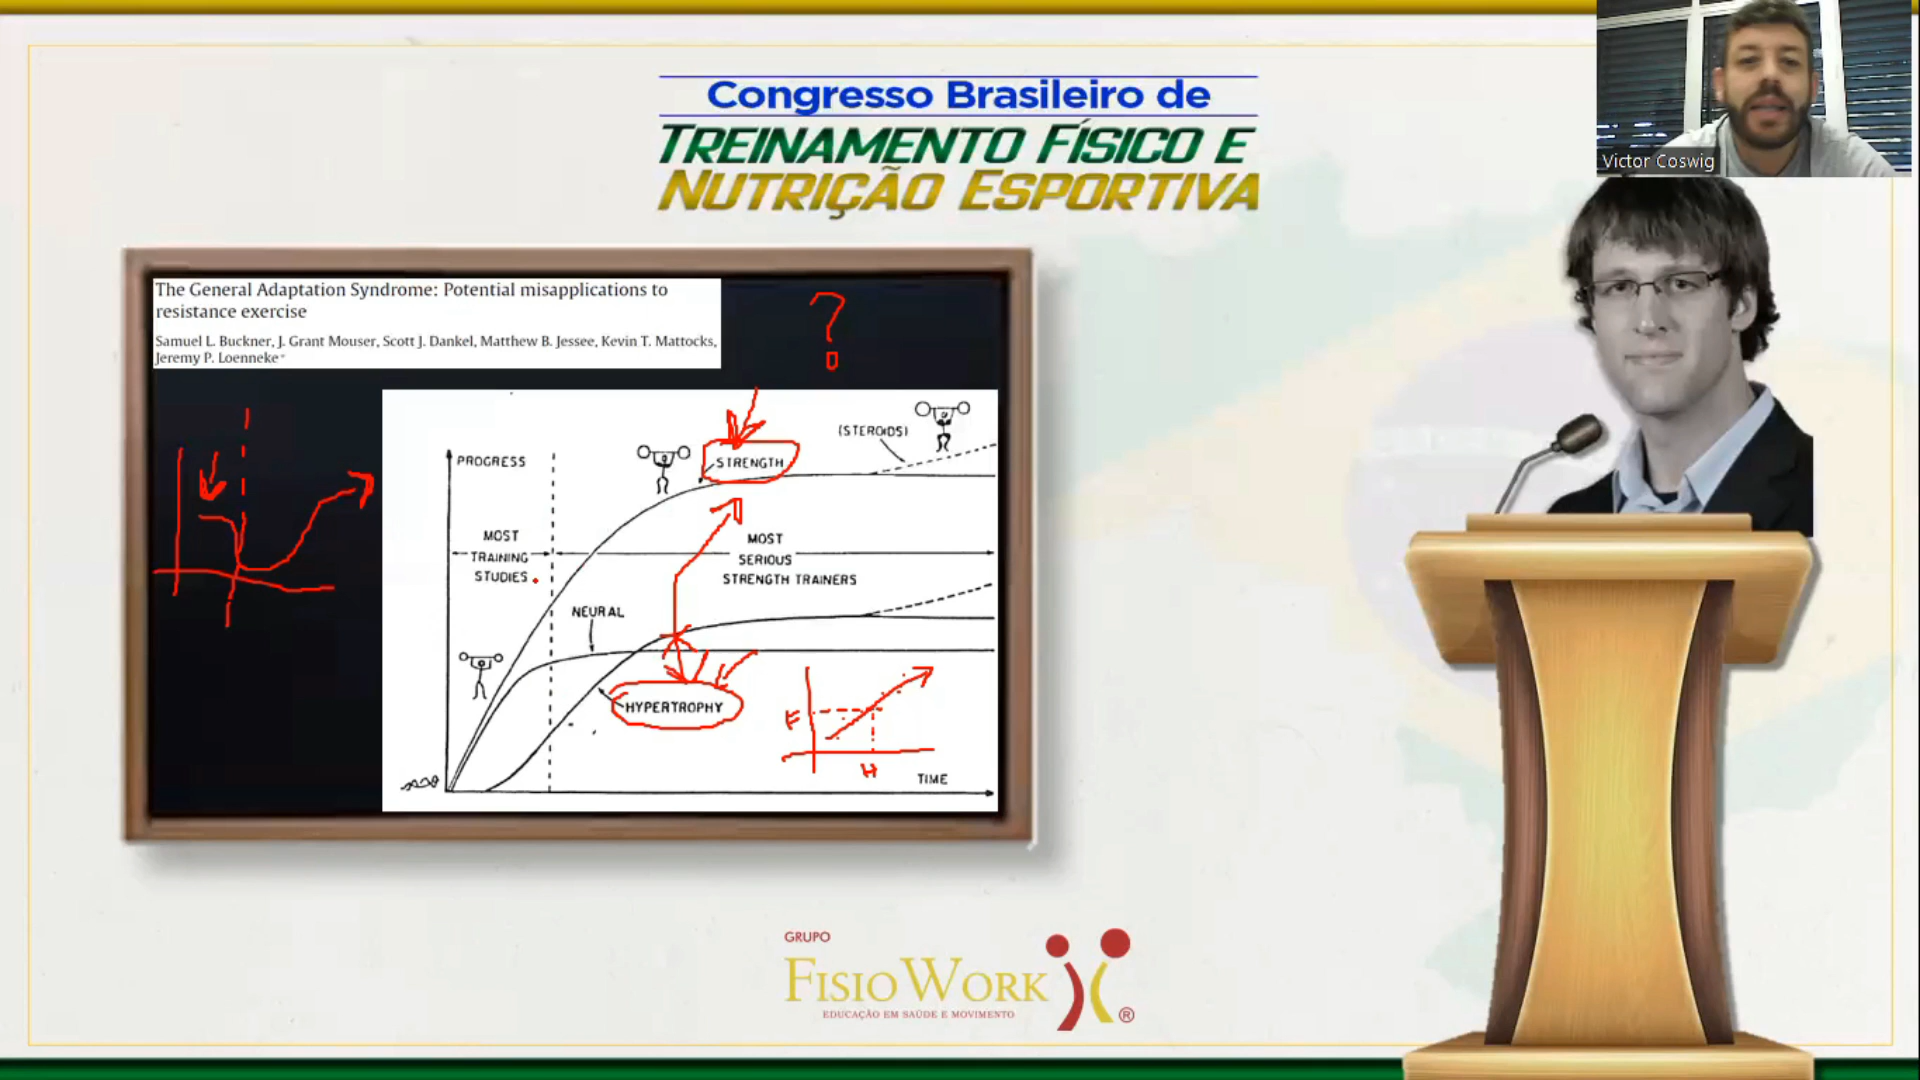 Victor Coswig
Congresso Brasileiro de
TREINAMENTO FÍSICO E
NUTRIÇÃO ESPORTIVA
The General Adaptation Syndrome: Potential misapplications to
resistance exercise
Samuel L. Buckner, J. Grant Mouser, Scott J. Dankel, Matthew B. Jessee, Kevin T. Mattocks,
Jeremy P. Loenneke*
?
PROGRESS
STRENGTH
(STEROIDS)
MOST
TRAINING
STUDIES
MOST
SERIOUS
STRENGTH TRAINERS
NEURAL
HYPERTROPHY
F
H
TIME
GRUPO
FISIOWORK
EDUCAÇÃO EM SAÚDE E MOVIMENTO
®